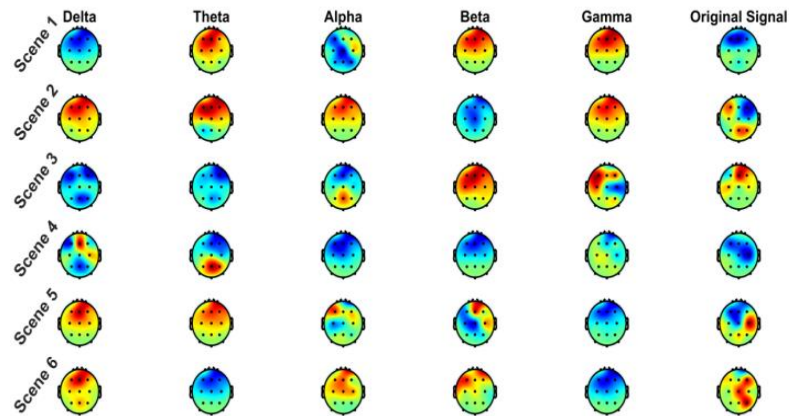 Delta Theta Alpha Beta Gamma Original Signal
Scene 1
Scene 2
Scene 3
Scene 4
Scene 5
Scene 6